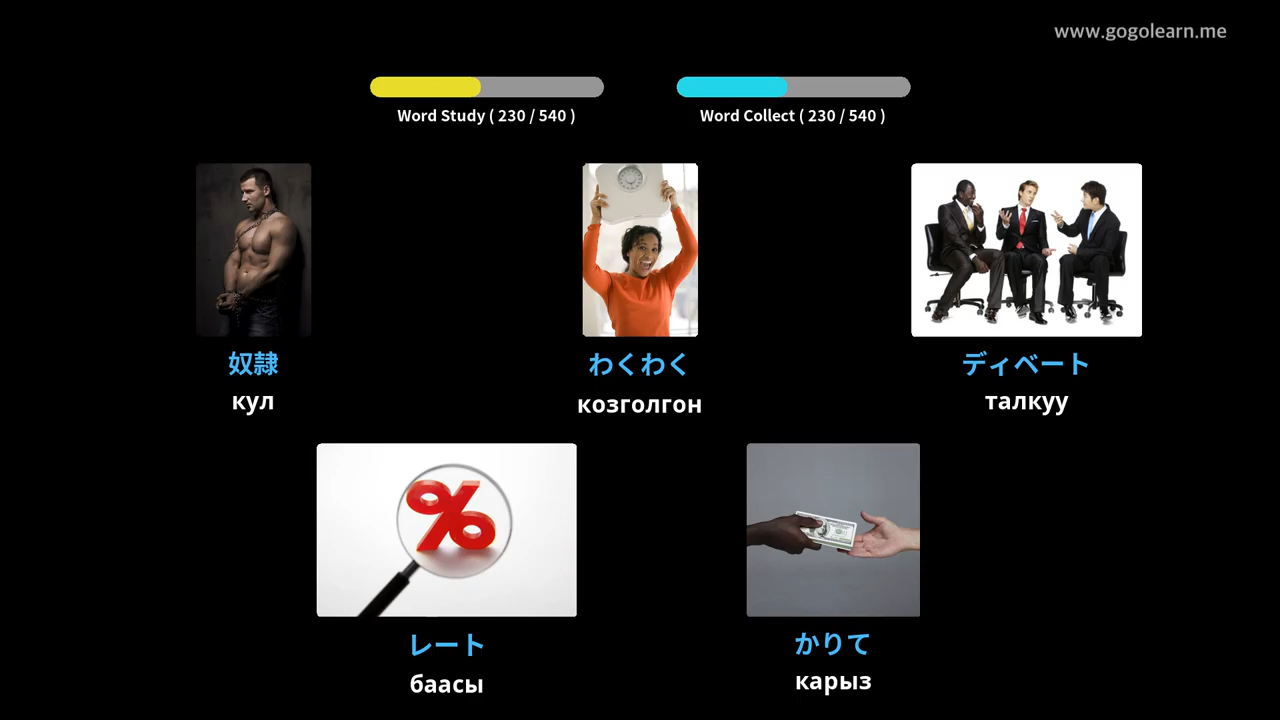 www.gogolearn.me
Word Study ( 230 / 540 )
Word Collect ( 230 / 540 )
奴隷
кул
わくわく
козголгон
ディベート
талкуу
%
レート
баасы
かりて
карыз